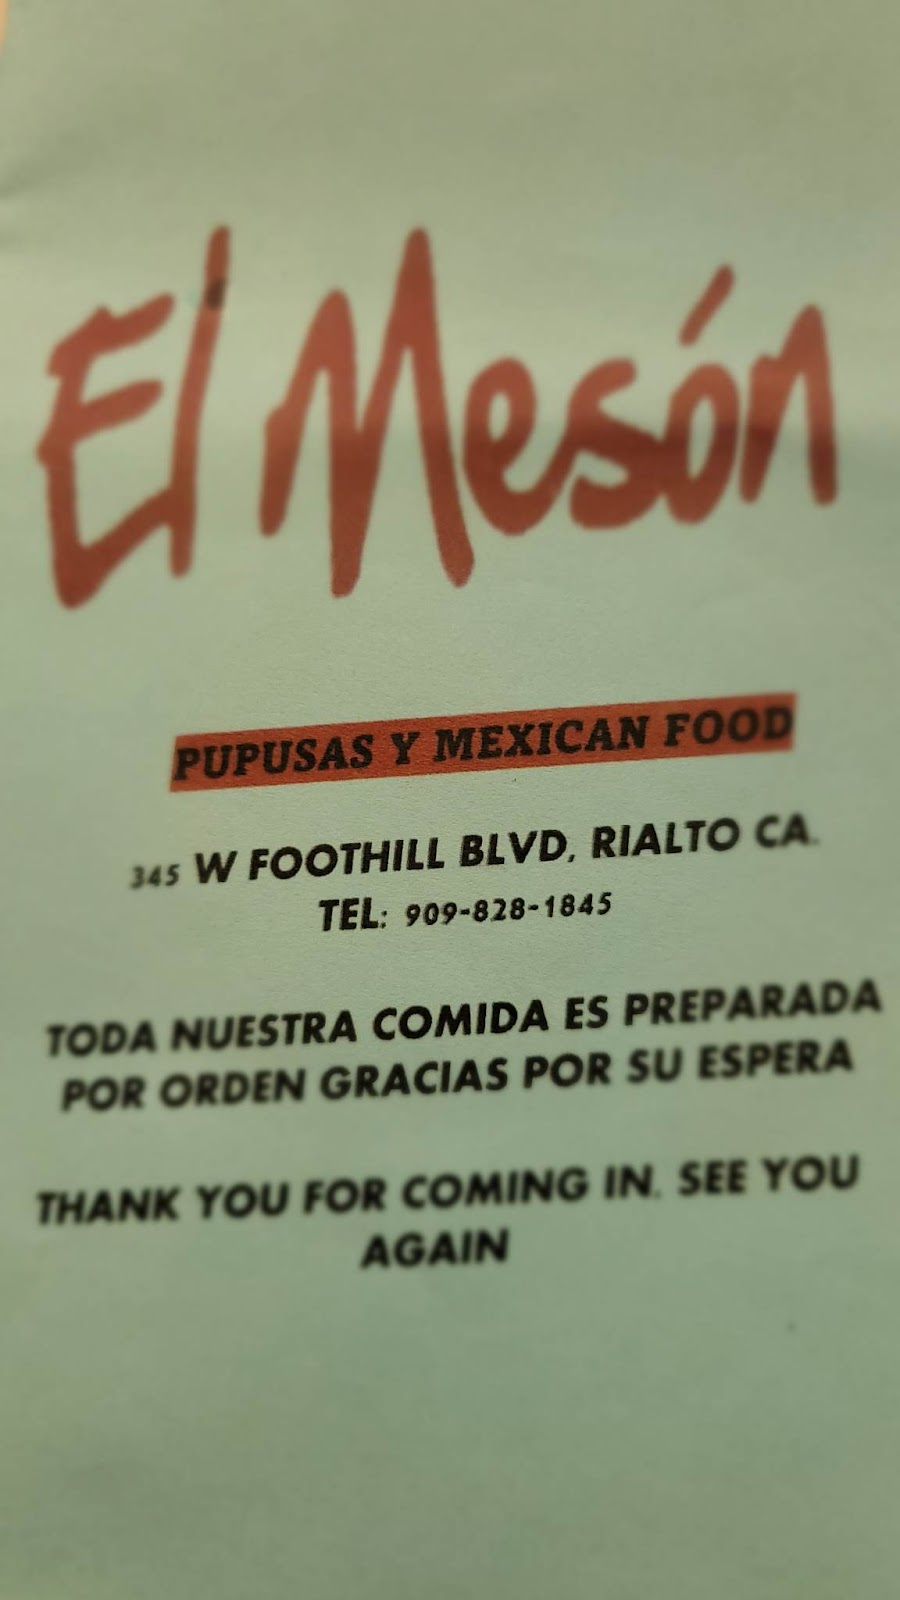 El Mesón
PUPUSAS Y MEXICAN FOOD
345 W FOOTHILL BLVD, RIALTO CA.
TEL: 909-828-1845
TODA NUESTRA COMIDA ES PREPARADA
POR ORDEN GRACIAS POR SU ESPERA
THANK YOU FOR COMING IN. SEE YOU
AGAIN